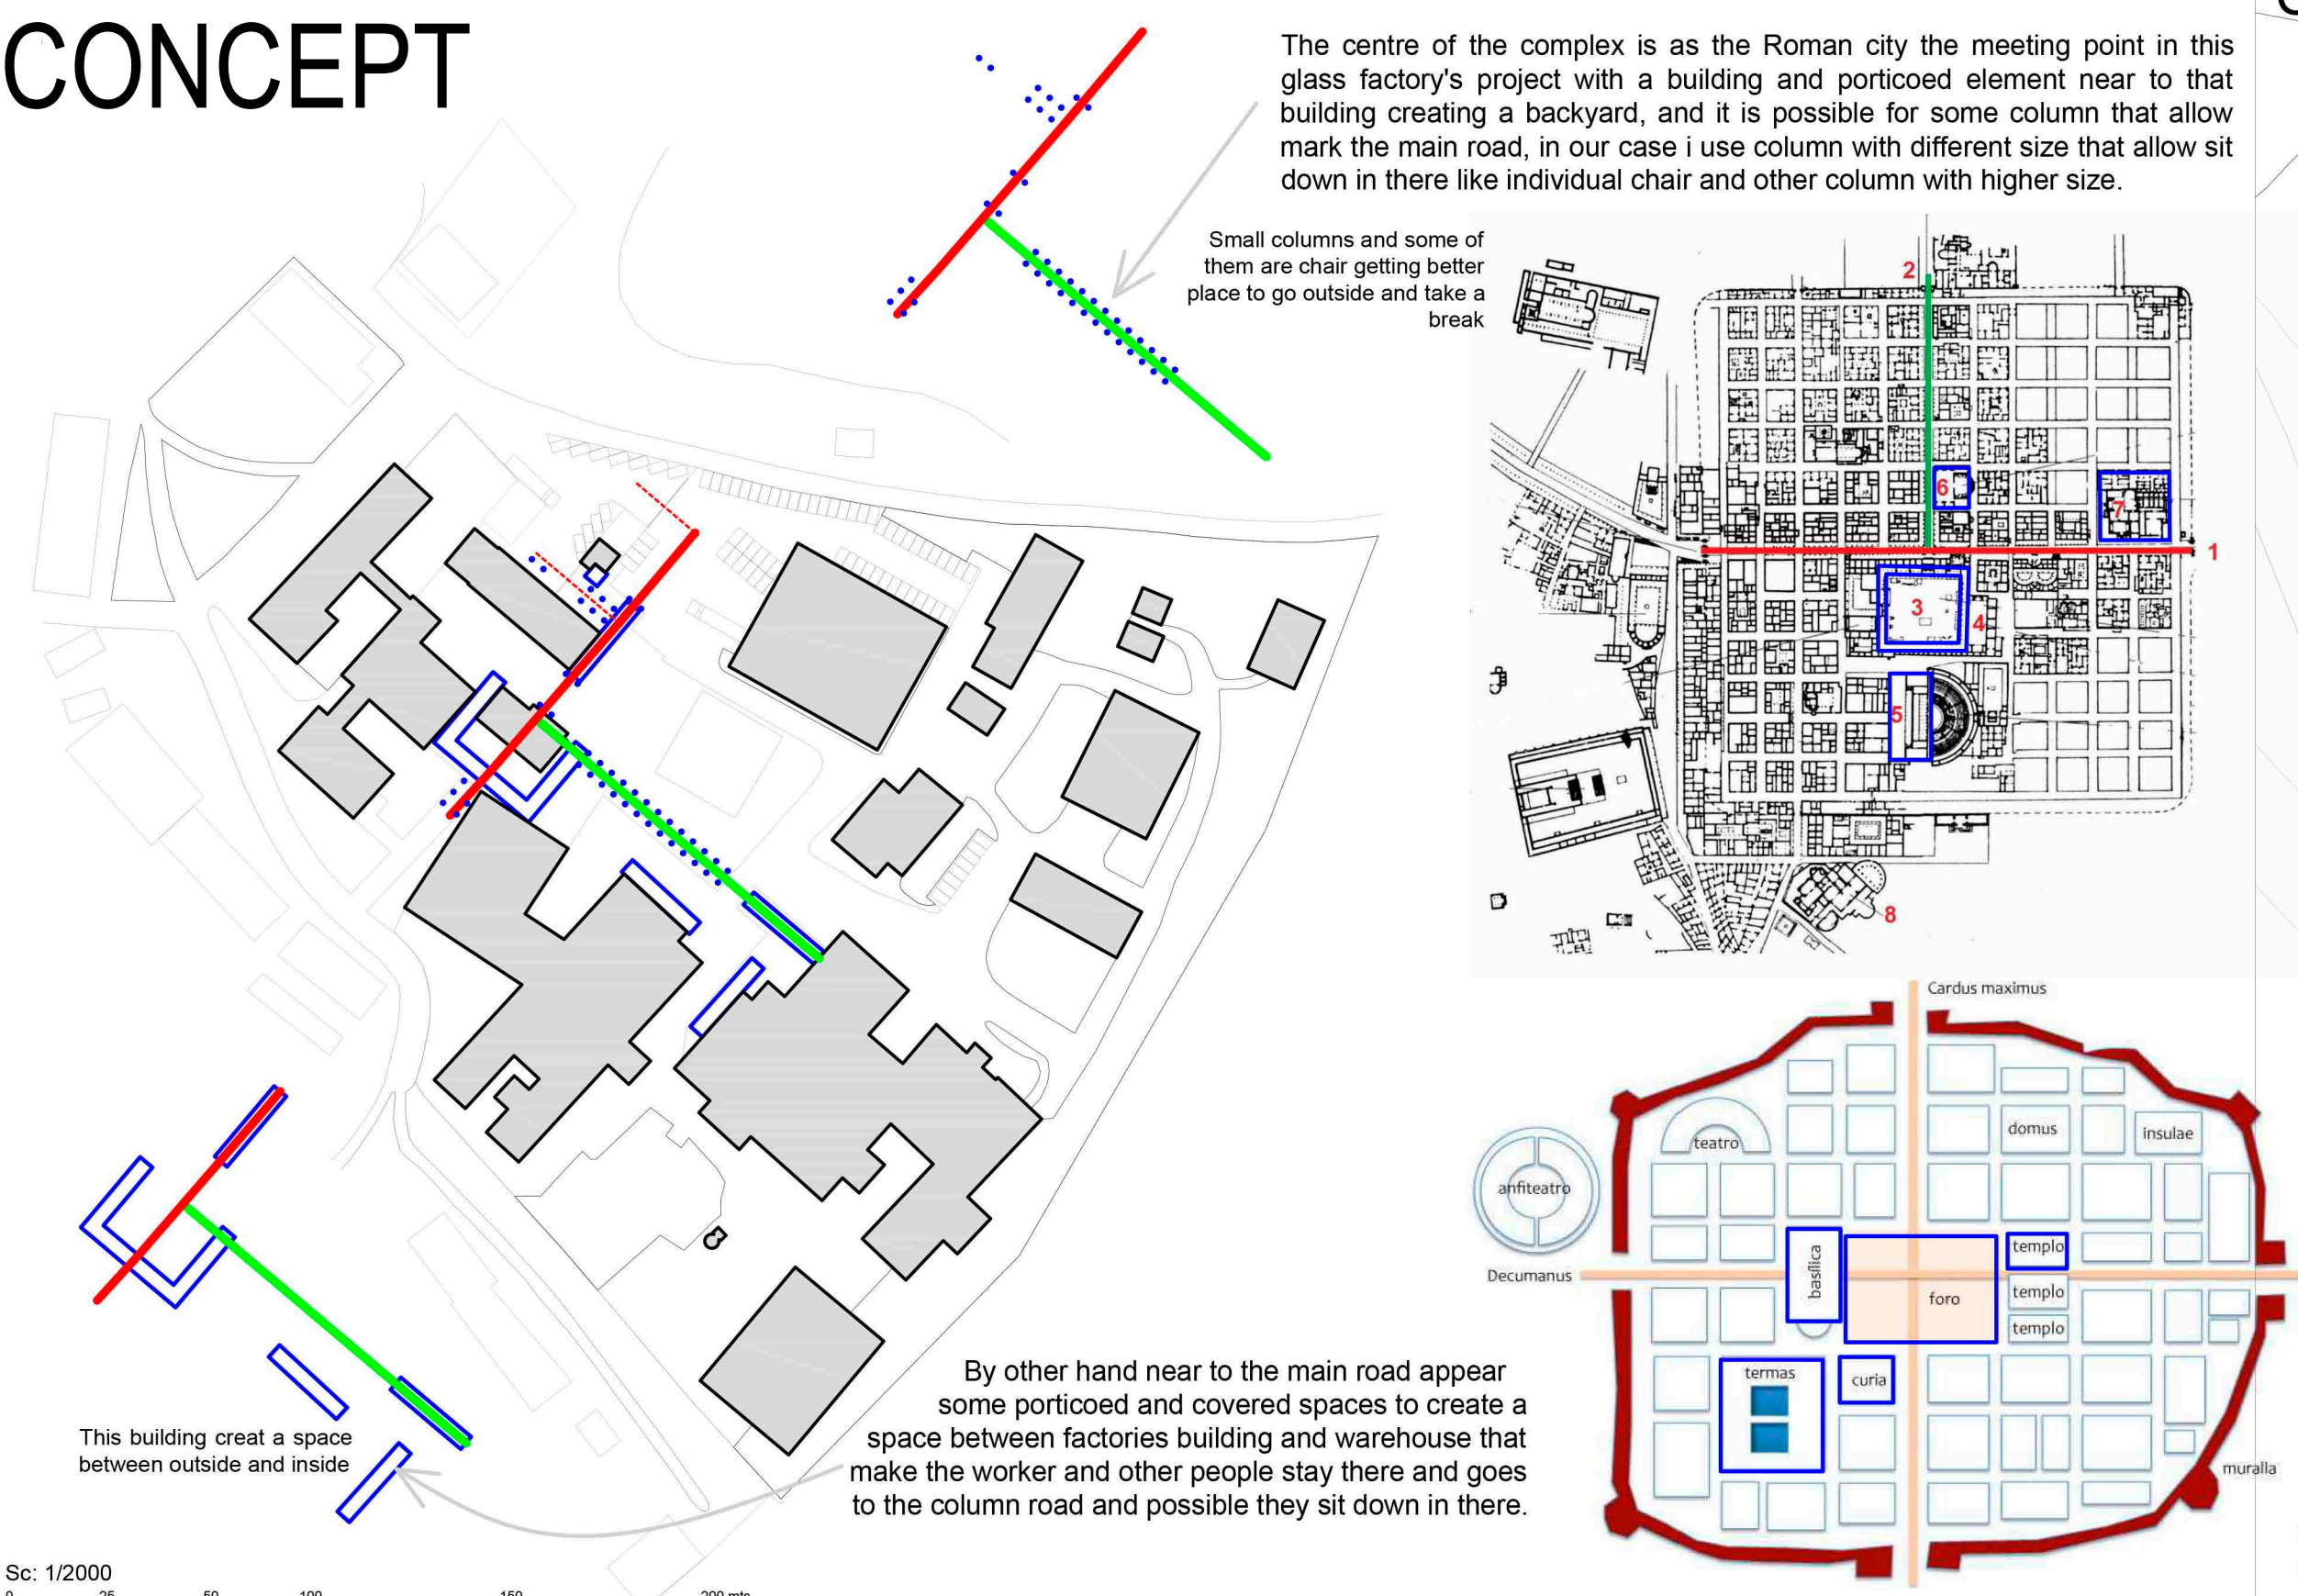 CONCEPT
The centre of the complex is as the Roman city the meeting point in this
glass factory's project with a building and porticoed element near to that
building creating a backyard, and it is possible for some column that allow
mark the main road, in our case i use column with different size that allow sit
down in there like individual chair and other column with higher size.
Small columns and some of
them are chair getting better
place to go outside and take a
break
2
6
7
1
3
4
5
8
Cardus maximus
teatro
domus
insulae
anfiteatro
templo
basílica
Decumanus
foro
templo
templo
termas
curia
muralla
By other hand near to the main road appear
some porticoed and covered spaces to create a
space between factories building and warehouse that
make the worker and other people stay there and goes
to the column road and possible they sit down in there.
This building creat a space
between outside and inside
Sc: 1/2000
0 25 50 100 150 200 mts